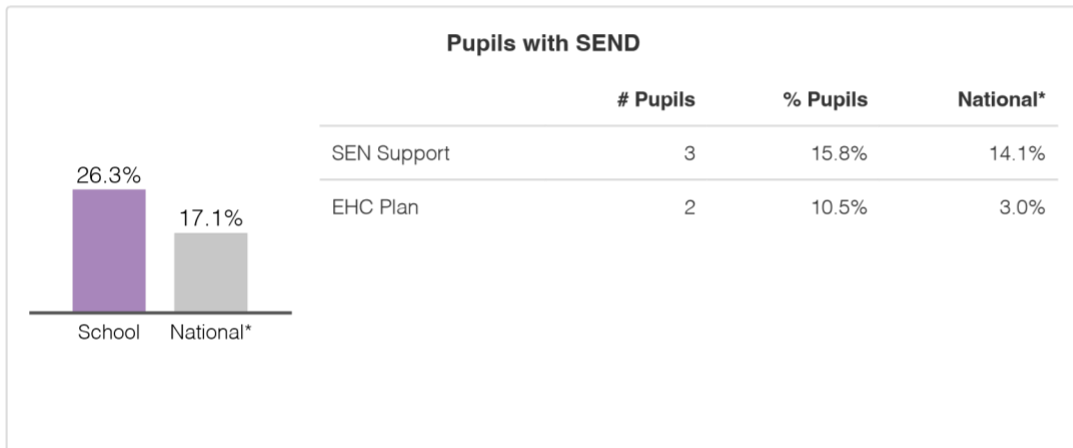 Pupils with SEND
# Pupils % Pupils National*
SEN Support 3 15.8% 14.1%
EHC Plan 2 10.5% 3.0%
26.3%
17.1%
School National*